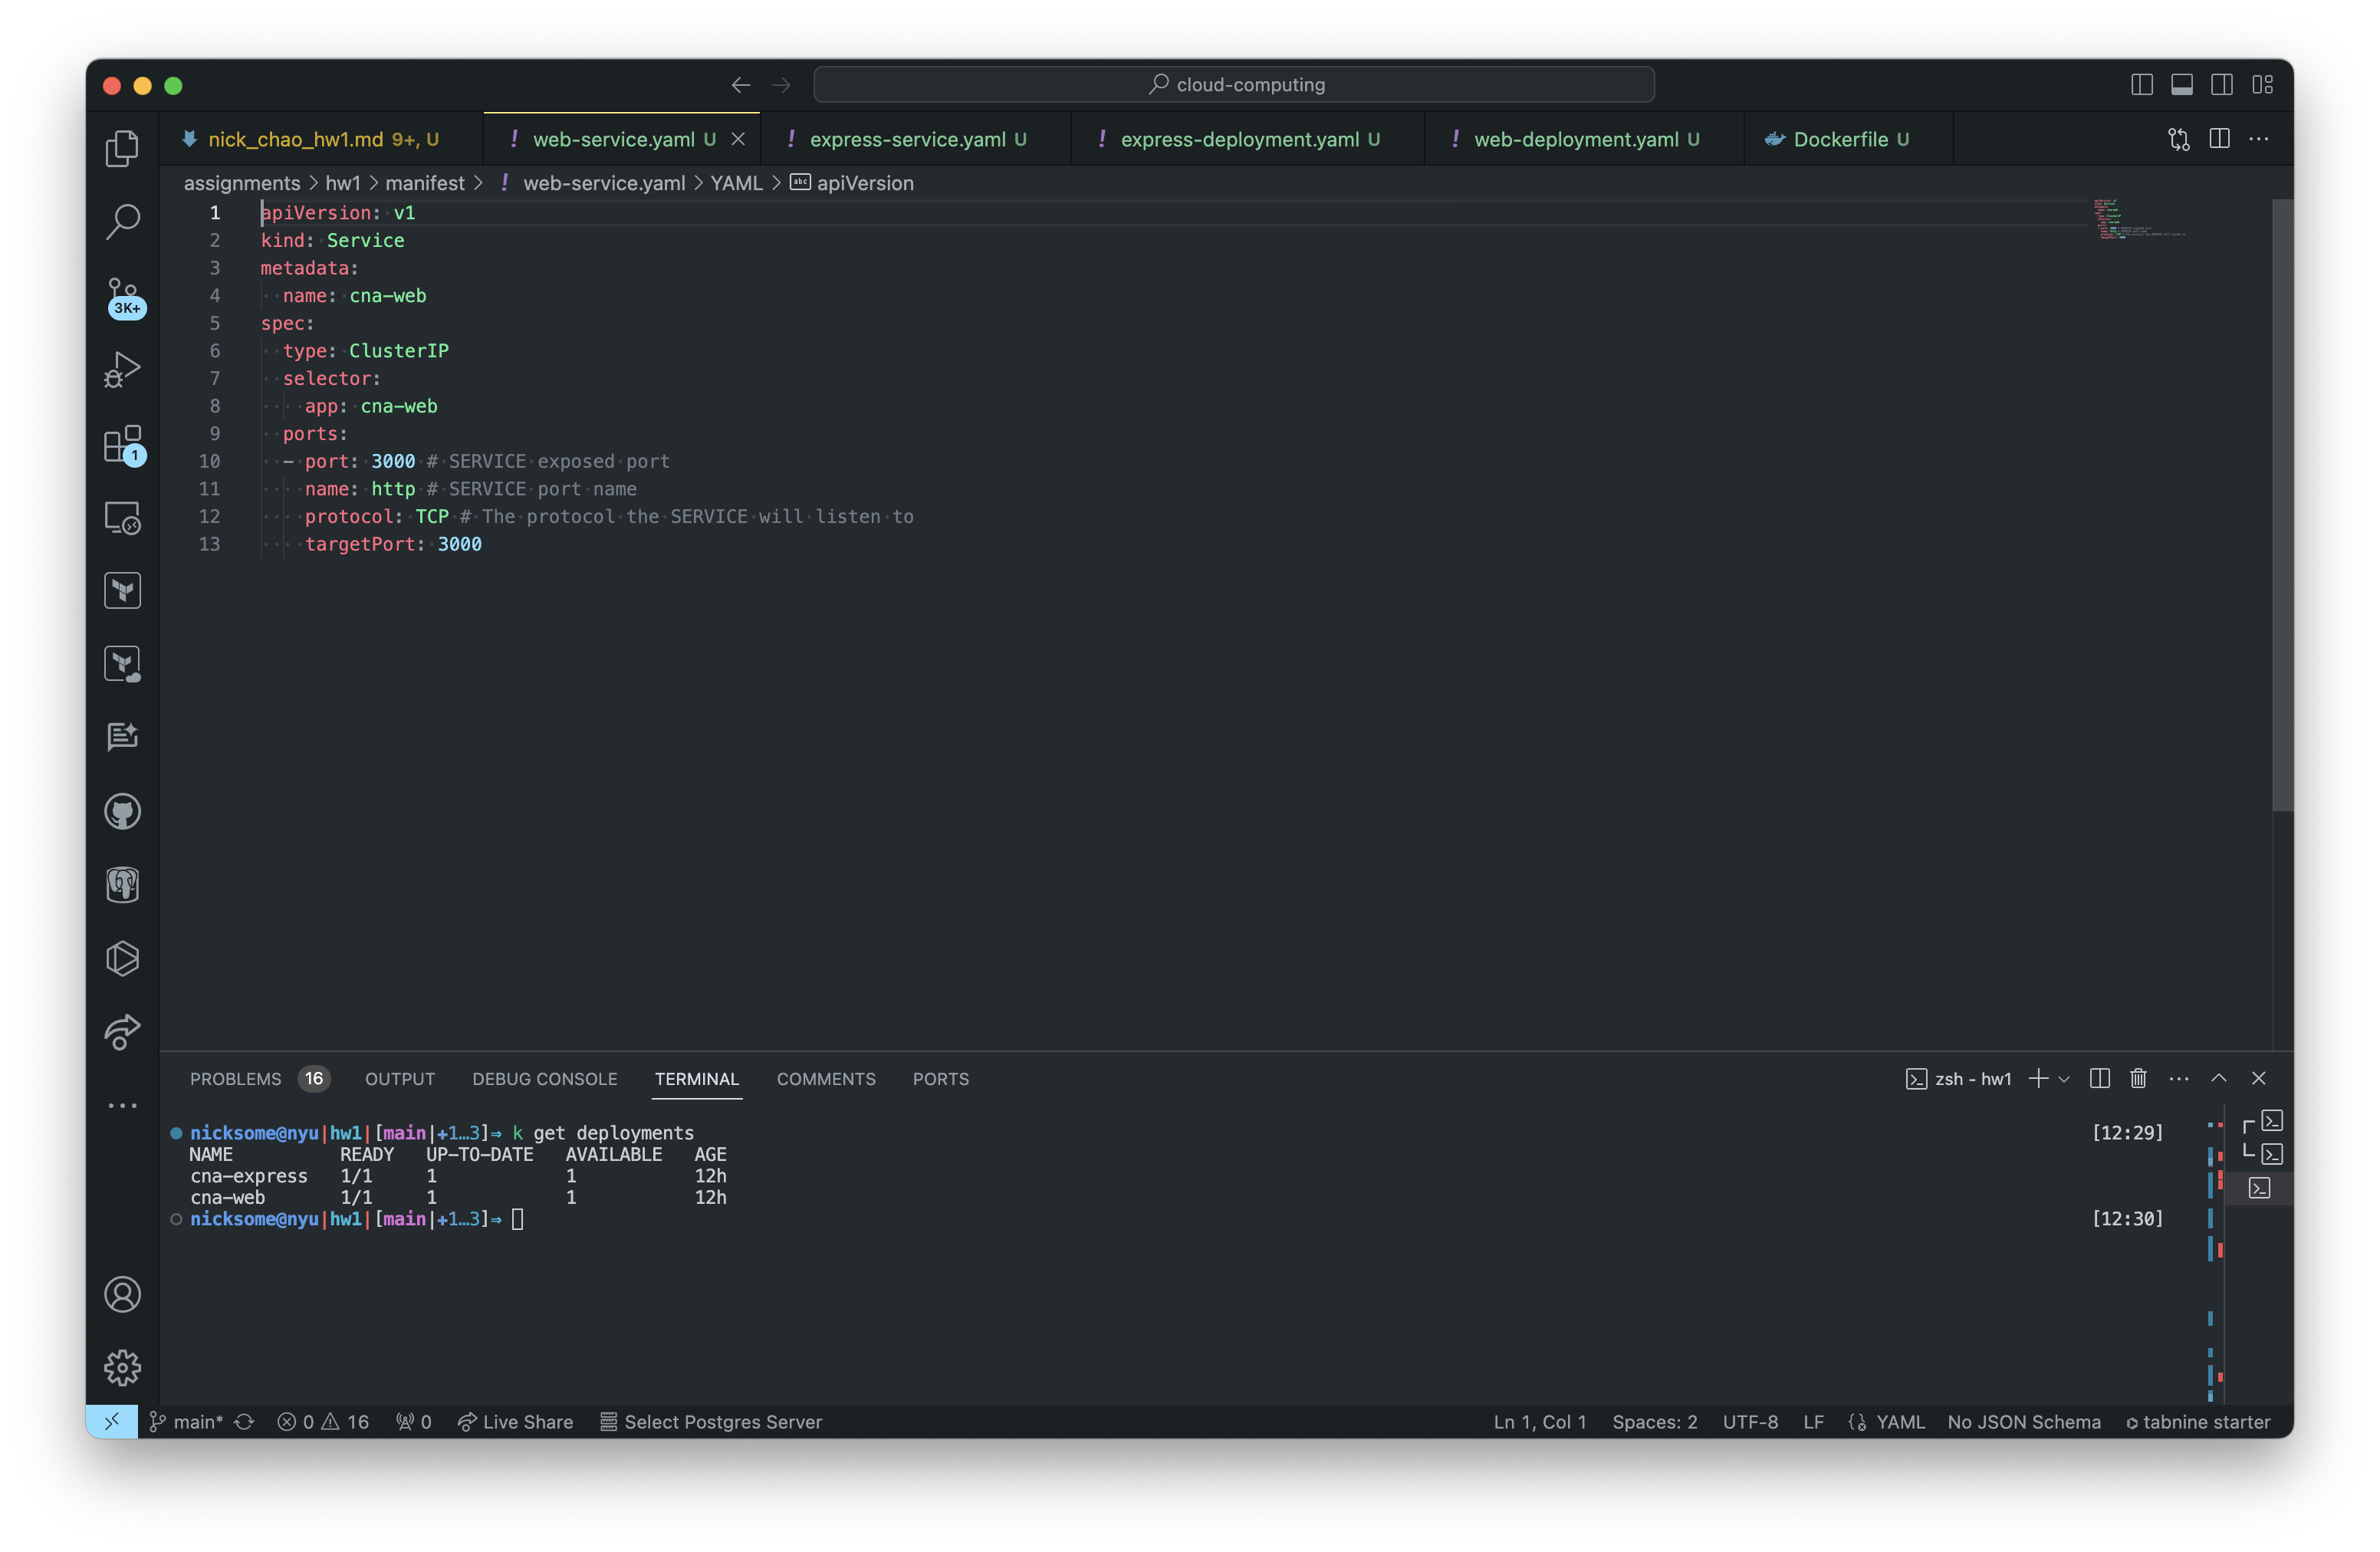 cloud-computing
nick_chao_hw1.md 9+, U
web-service.yaml U
express-service.yaml U
express-deployment.yaml U
web-deployment.yaml U
Dockerfile U
assignments > hw1 > manifest > ! web-service.yaml > YAML > abc apiVersion
1 apiVersion: v1
2 kind: Service
3 metadata:
4   name: cna-web
5 spec:
6   type: ClusterIP
7   selector:
8     app: cna-web
9   ports:
10   - port: 3000 # SERVICE exposed port
11     name: http # SERVICE port name
12     protocol: TCP # The protocol the SERVICE will listen to
13     targetPort: 3000
3K+
1
PROBLEMS 16 OUTPUT DEBUG CONSOLE TERMINAL COMMENTS PORTS
zsh - hw1
nicksome@nyu|hw1|[main|+1…3]⇒ k get deployments [12:29]
NAME READY UP-TO-DATE AVAILABLE AGE
cna-express 1/1 1 1 12h
cna-web 1/1 1 1 12h
nicksome@nyu|hw1|[main|+1…3]⇒ [12:30]
main* 0 16 0 Live Share Select Postgres Server
Ln 1, Col 1 Spaces: 2 UTF-8 LF YAML No JSON Schema tabnine starter